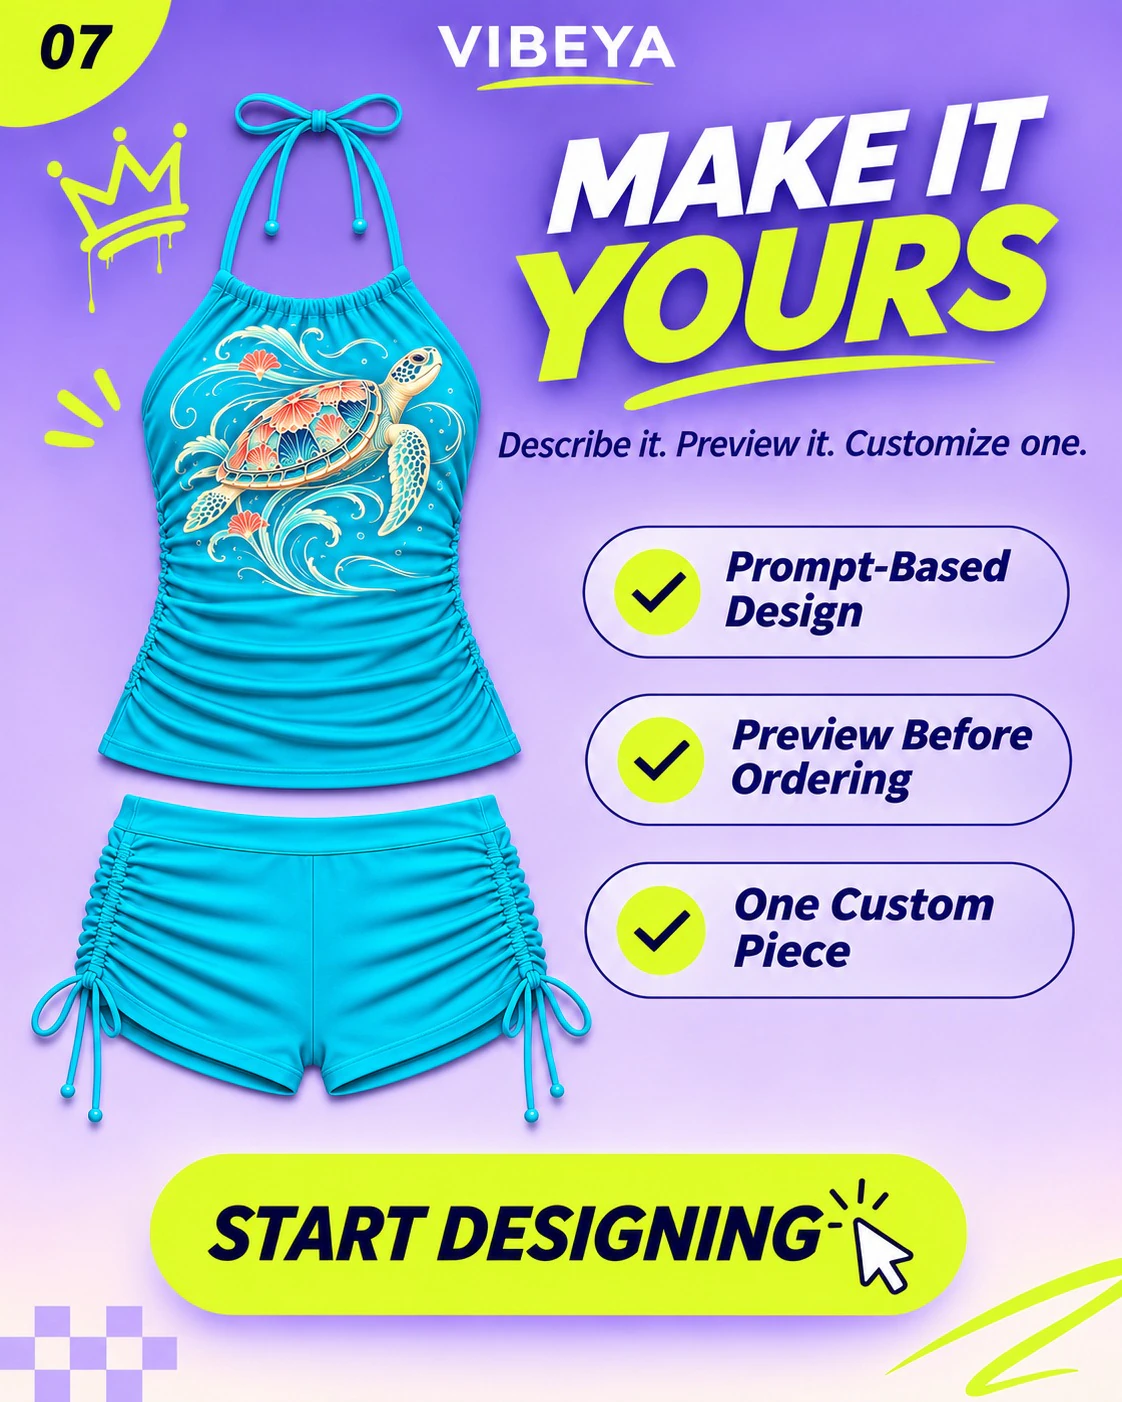 07
VIBEYA
MAKE IT
YOURS
Describe it. Preview it. Customize one.
Prompt-Based
Design
Preview Before
Ordering
One Custom
Piece
START DESIGNING